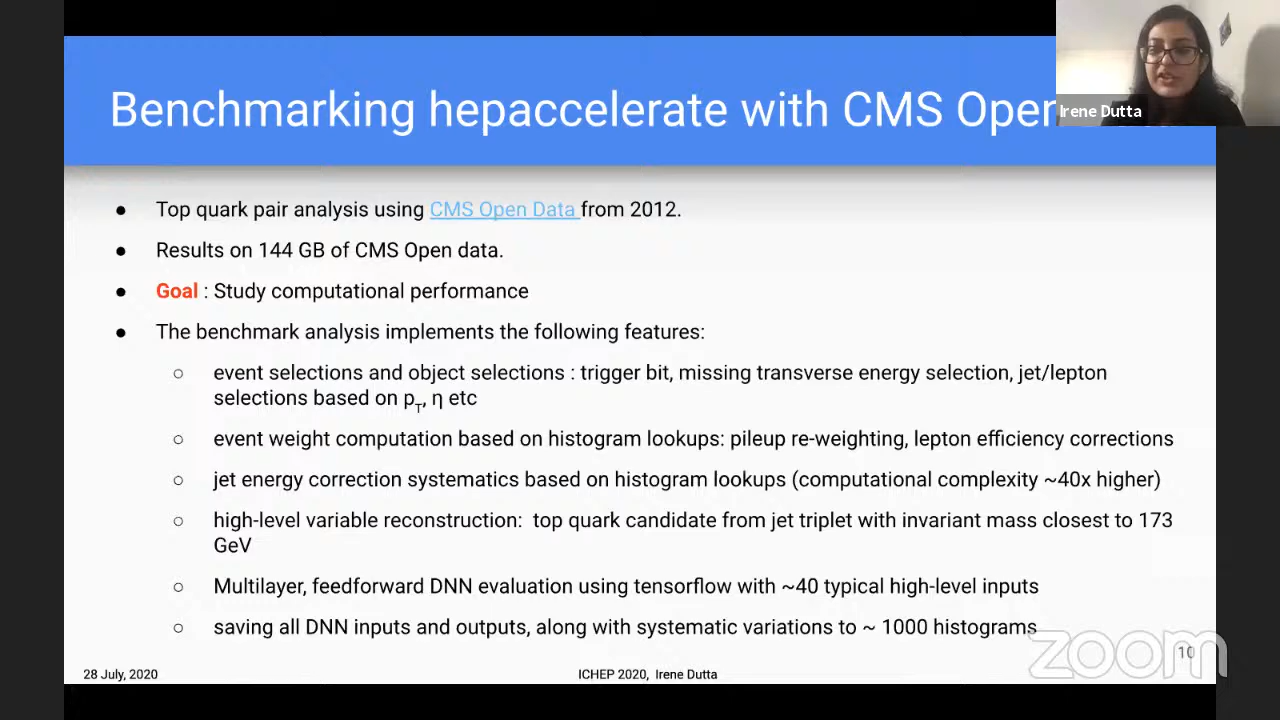 Benchmarking hepaccelerate with CMS Open
Irene Dutta
● Top quark pair analysis using CMS Open Data from 2012.
● Results on 144 GB of CMS Open data.
● Goal : Study computational performance
● The benchmark analysis implements the following features:
○ event selections and object selections : trigger bit, missing transverse energy selection, jet/lepton
selections based on pT, η etc
○ event weight computation based on histogram lookups: pileup re-weighting, lepton efficiency corrections
○ jet energy correction systematics based on histogram lookups (computational complexity ~40x higher)
○ high-level variable reconstruction: top quark candidate from jet triplet with invariant mass closest to 173
GeV
○ Multilayer, feedforward DNN evaluation using tensorflow with ~40 typical high-level inputs
○ saving all DNN inputs and outputs, along with systematic variations to ~ 1000 histograms
zoom
10
28 July, 2020
ICHEP 2020, Irene Dutta